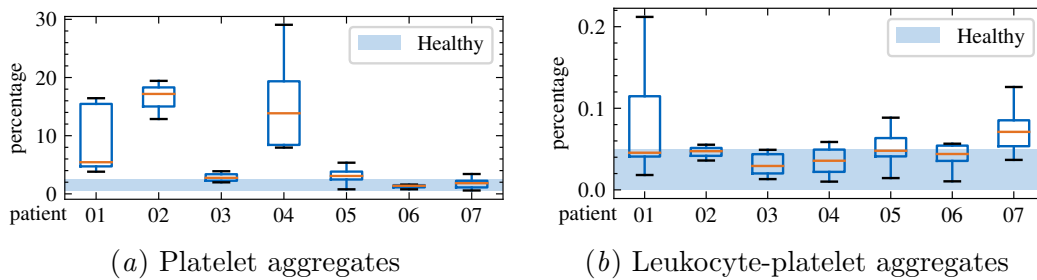 30
20
10
0
percentage
Healthy
patient 01 02 03 04 05 06 07
(a) Platelet aggregates
0.2
0.1
0.0
percentage
Healthy
patient 01 02 03 04 05 06 07
(b) Leukocyte-platelet aggregates